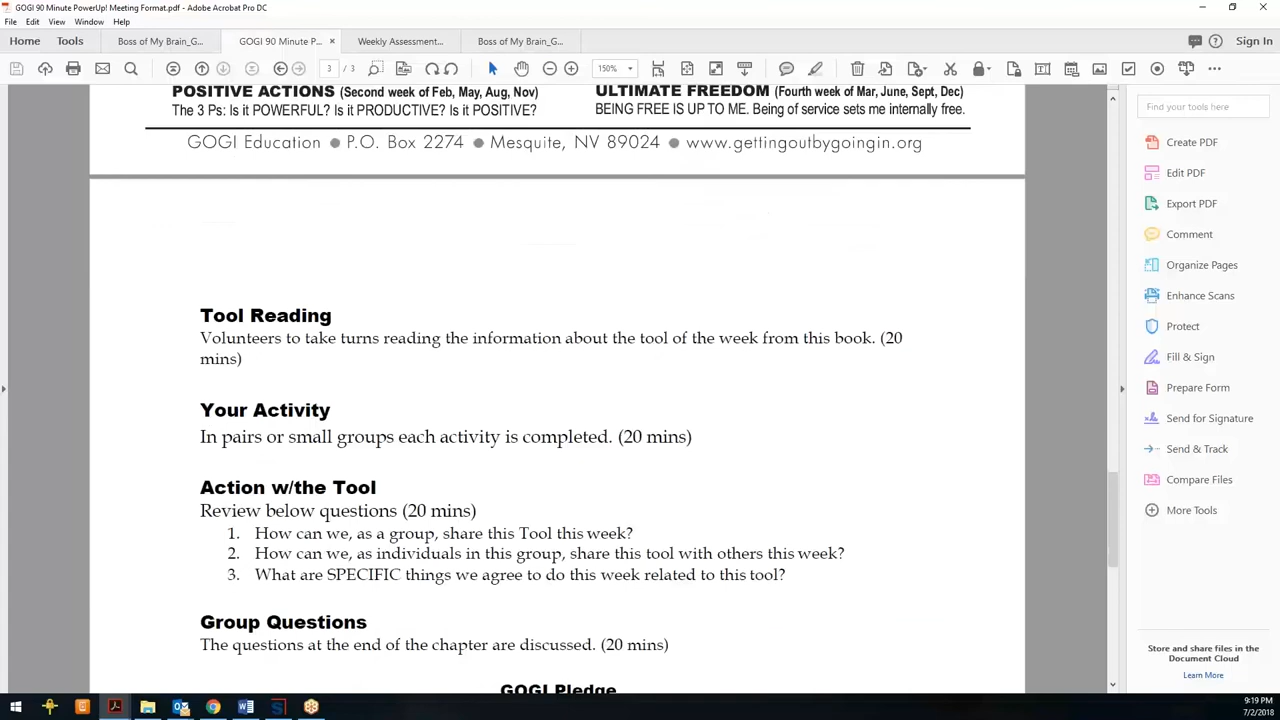 GOGI 90 Minute PowerUp! Meeting Format.pdf - Adobe Acrobat Pro DC
File Edit View Window Help
Home Tools Boss of My Brain_G... GOGI 90 Minute P... × Weekly Assessment... Boss of My Brain_G... Sign In
3 / 3 150%
POSITIVE ACTIONS (Second week of Feb, May, Aug, Nov)
The 3 Ps: Is it POWERFUL? Is it PRODUCTIVE? Is it POSITIVE?
ULTIMATE FREEDOM (Fourth week of Mar, June, Sept, Dec)
BEING FREE IS UP TO ME. Being of service sets me internally free.
GOGI Education ● P.O. Box 2274 ● Mesquite, NV 89024 ● www.gettingoutbygoingin.org
Tool Reading
Volunteers to take turns reading the information about the tool of the week from this book. (20
mins)
Your Activity
In pairs or small groups each activity is completed. (20 mins)
Action w/the Tool
Review below questions (20 mins)
1. How can we, as a group, share this Tool this week?
2. How can we, as individuals in this group, share this tool with others this week?
3. What are SPECIFIC things we agree to do this week related to this tool?
Group Questions
The questions at the end of the chapter are discussed. (20 mins)
GOGI Pledge
Find your tools here
Create PDF
Edit PDF
Export PDF
Comment
Organize Pages
Enhance Scans
Protect
Fill & Sign
Prepare Form
Send for Signature
Send & Track
Compare Files
More Tools
Store and share files in the
Document Cloud
Learn More
9:19 PM
7/2/2018